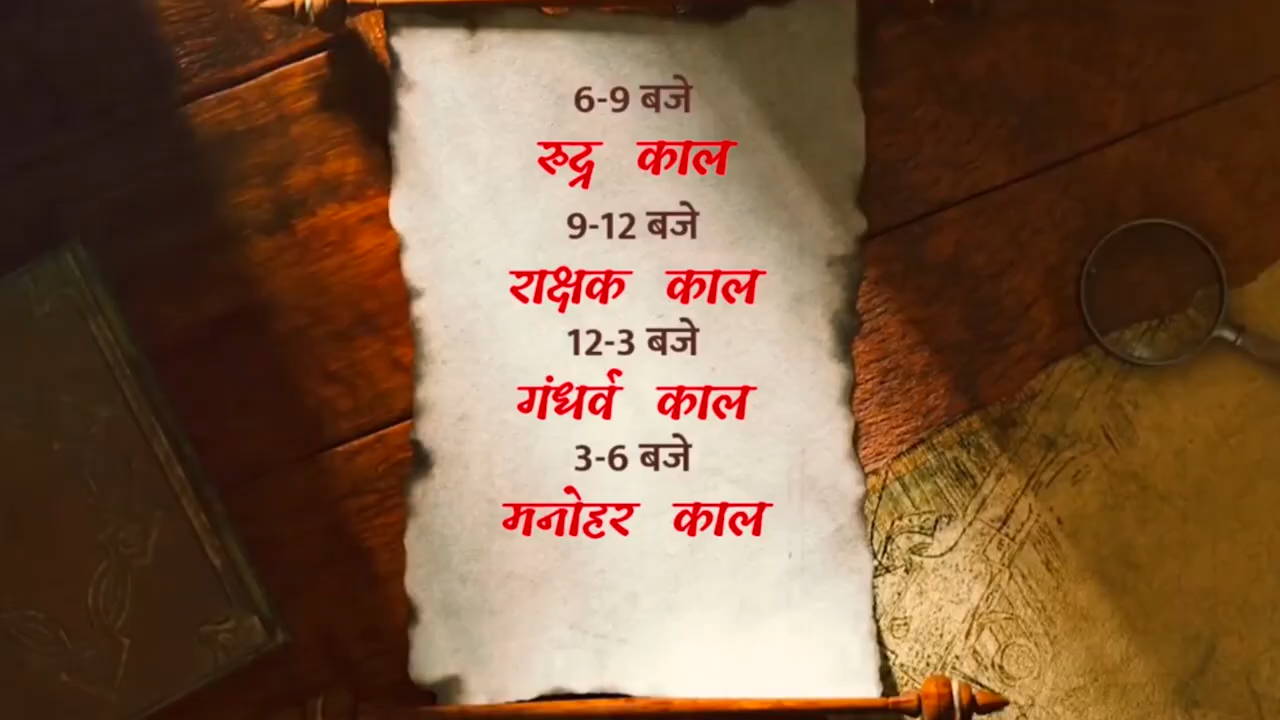 6-9 बजे
रुद्र काल
9-12 बजे
राक्षक काल
12-3 बजे
गंधर्व काल
3-6 बजे
मनोहर काल